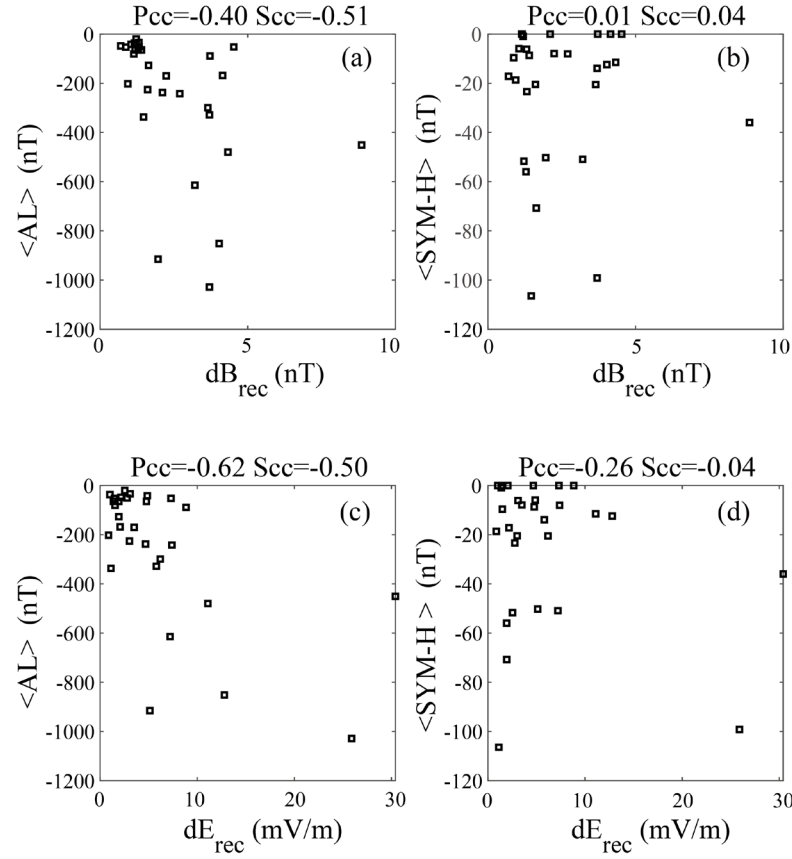 Pcc=-0.40 Scc=-0.51
(a)
0
-200
-400
-600
-800
-1000
-1200
<AL> (nT)
0
5
10
dBrec (nT)
Pcc=0.01 Scc=0.04
(b)
0
-20
-40
-60
-80
-100
-120
<SYM-H> (nT)
0
5
10
dBrec (nT)
Pcc=-0.62 Scc=-0.50
(c)
0
-200
-400
-600
-800
-1000
-1200
<AL> (nT)
0
10
20
30
dErec (mV/m)
Pcc=-0.26 Scc=-0.04
(d)
0
-20
-40
-60
-80
-100
-120
<SYM-H > (nT)
0
10
20
30
dErec (mV/m)